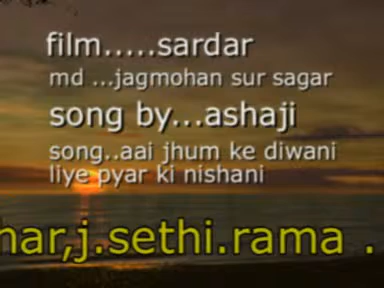 film.....sardar
md ...jagmohan sur sagar
song by...ashaji
song..aai jhum ke diwani
liye pyar ki nishani
har,j.sethi.rama .